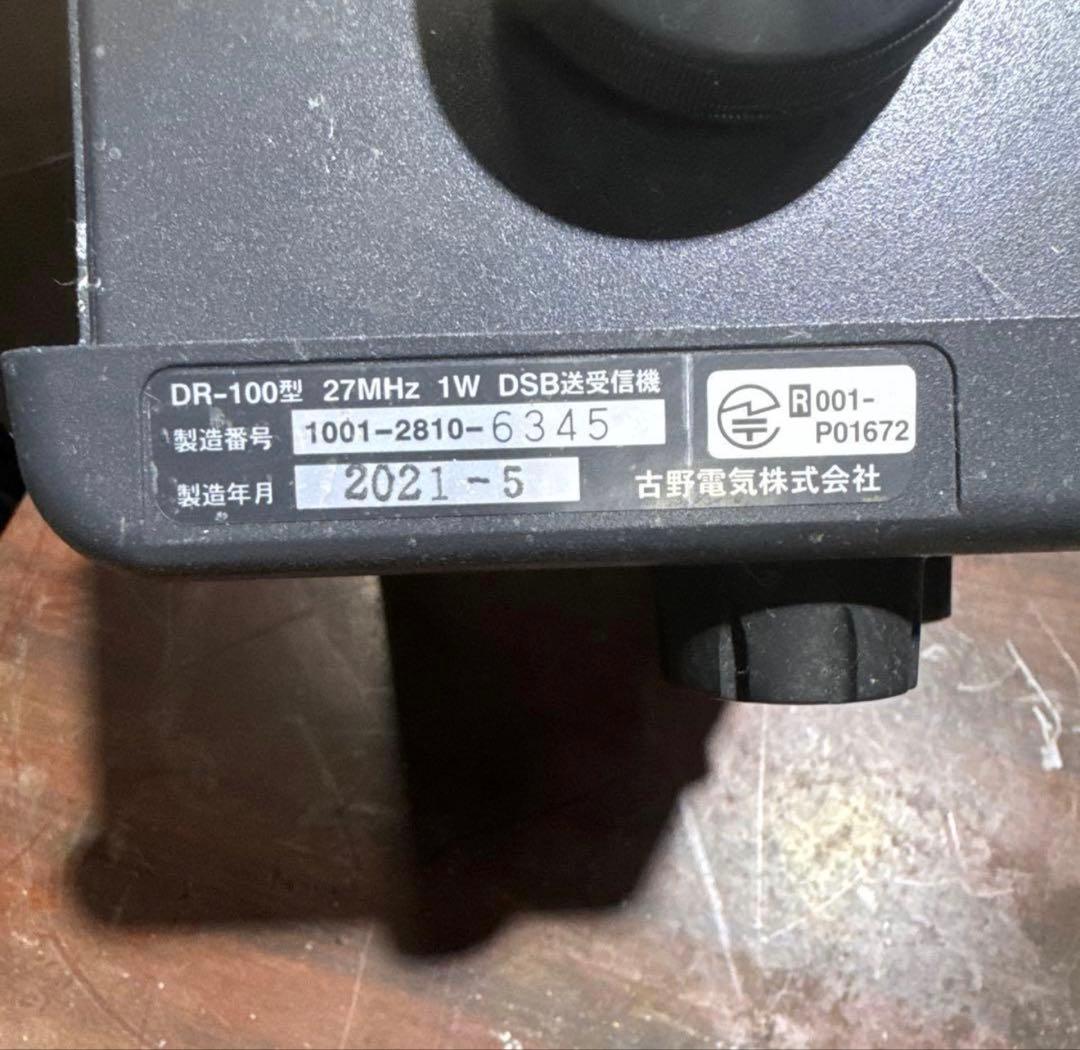 DR-100型 27MHz 1W DSB送受信機
製造番号 1001-2810-6345
製造年月 2021-5
R 001-
P01672
古野電気株式会社